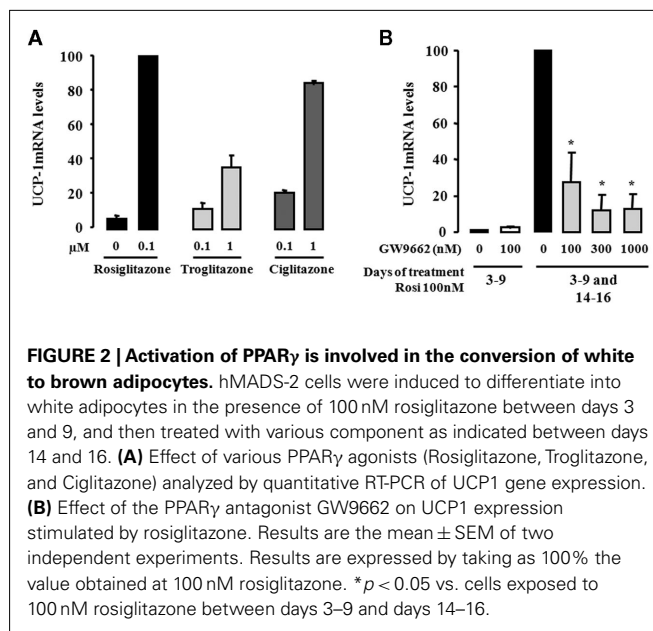 A
UCP-1mRNA levels
100
80
60
40
20
0
µM
0 0.1 0.1 1 0.1 1
Rosiglitazone Troglitazone Ciglitazone
B
UCP-1mRNA levels
100
80
60
40
20
0
* * *
GW9662 (nM) 0 100 0 100 300 1000
Days of treatment
Rosi 100nM
3-9
3-9 and
14-16
FIGURE 2 | Activation of PPARγ is involved in the conversion of white
to brown adipocytes. hMADS-2 cells were induced to differentiate into
white adipocytes in the presence of 100 nM rosiglitazone between days 3
and 9, and then treated with various component as indicated between days
14 and 16. (A) Effect of various PPARγ agonists (Rosiglitazone, Troglitazone,
and Ciglitazone) analyzed by quantitative RT-PCR of UCP1 gene expression.
(B) Effect of the PPARγ antagonist GW9662 on UCP1 expression
stimulated by rosiglitazone. Results are the mean ± SEM of two
independent experiments. Results are expressed by taking as 100% the
value obtained at 100 nM rosiglitazone. *p < 0.05 vs. cells exposed to
100 nM rosiglitazone between days 3–9 and days 14–16.